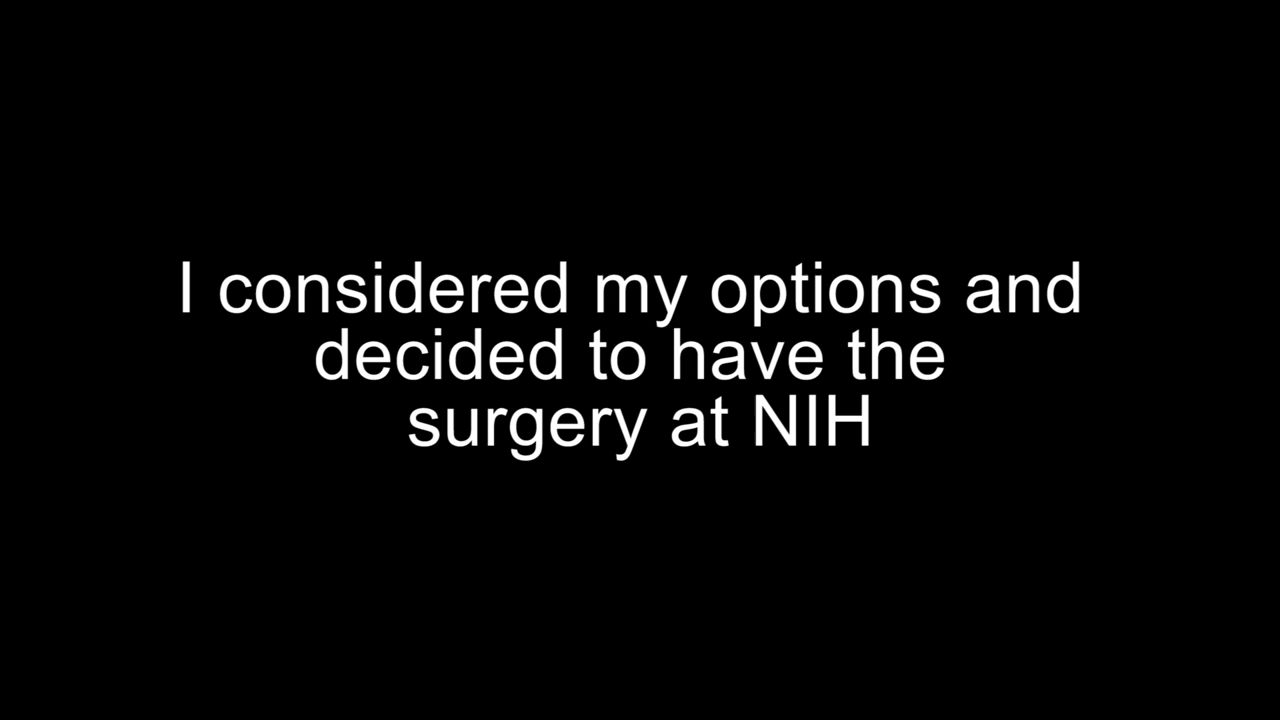 I considered my options and
decided to have the
surgery at NIH